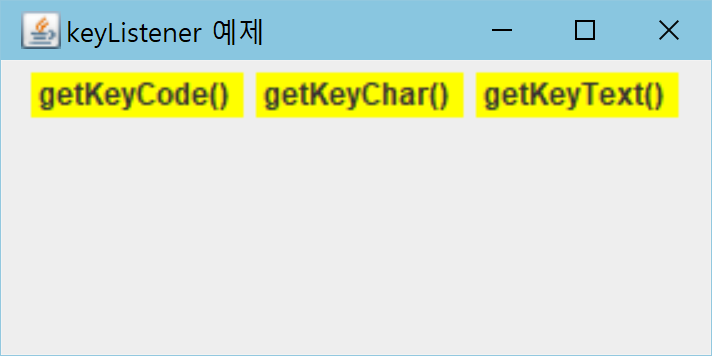 keyListener 예제
getKeyCode() getKeyChar() getKeyText()